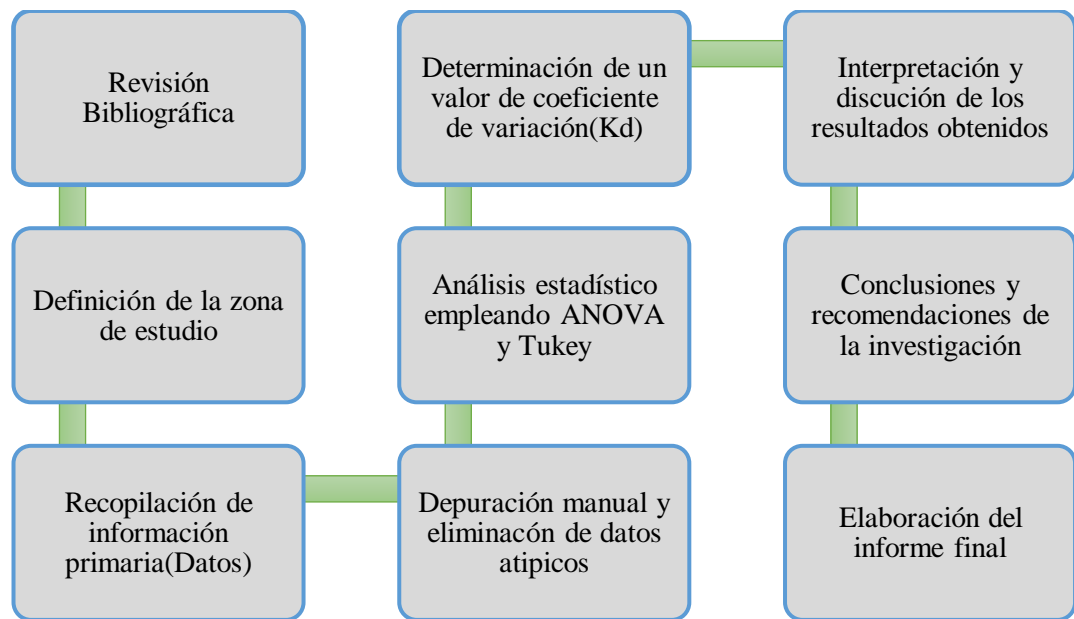 Revisión
Bibliográfica
Definición de la zona
de estudio
Recopilación de
información
primaria(Datos)
Depuración manual y
eliminacón de datos
atipicos
Análisis estadístico
empleando ANOVA
y Tukey
Determinación de un
valor de coeficiente
de variación(Kd)
Interpretación y
discución de los
resultados obtenidos
Conclusiones y
recomendaciones de
la investigación
Elaboración del
informe final